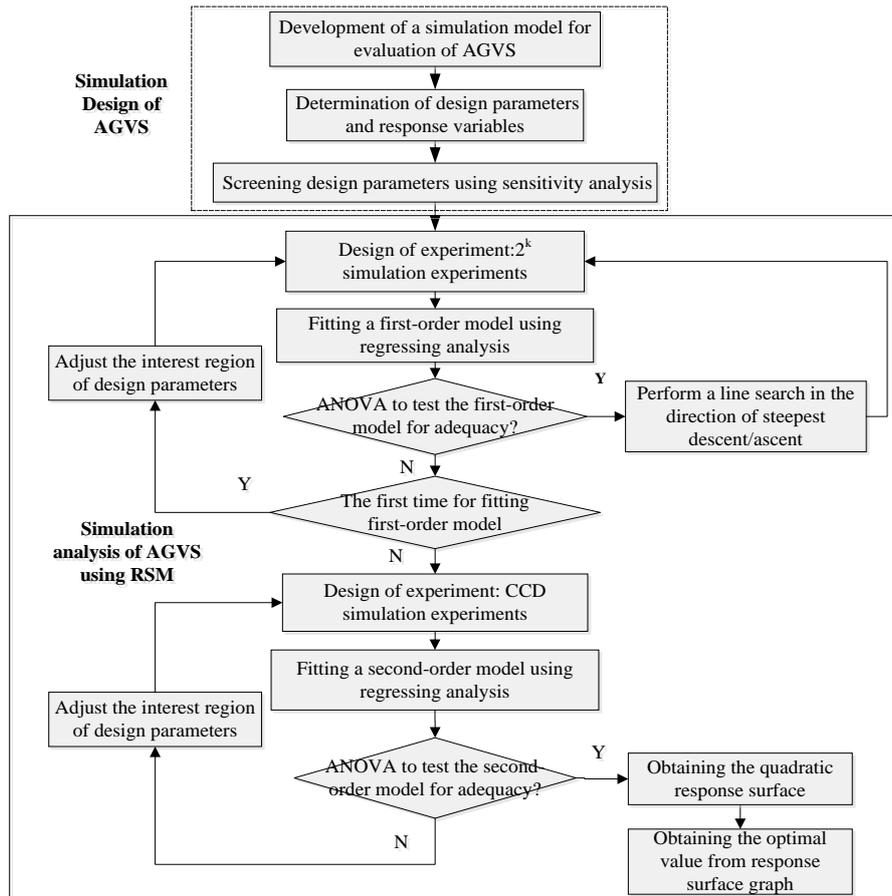 Development of a simulation model for
evaluation of AGVS
Simulation
Design of
AGVS
Determination of design parameters
and response variables
Screening design parameters using sensitivity analysis
Design of experiment:2^k
simulation experiments
Fitting a first-order model using
regressing analysis
Adjust the interest region
of design parameters
ANOVA to test the first-order
model for adequacy?
Y
Perform a line search in the
direction of steepest
descent/ascent
N
Y
The first time for fitting
first-order model
Simulation
analysis of AGVS
using RSM
N
Design of experiment: CCD
simulation experiments
Fitting a second-order model using
regressing analysis
Adjust the interest region
of design parameters
ANOVA to test the second-
order model for adequacy?
Y
Obtaining the quadratic
response surface
N
Obtaining the optimal
value from response
surface graph